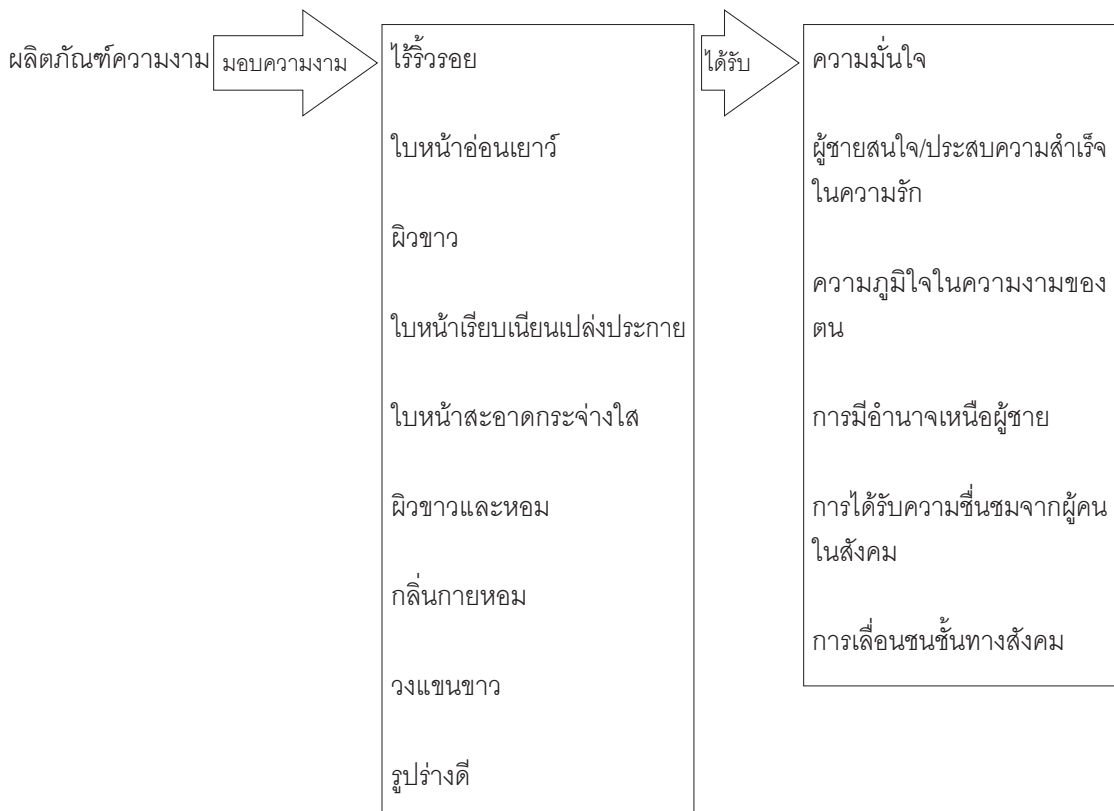 ผลิตภัณฑ์ความงาม
มอบความงาม
ไร้ริ้วรอย
ใบหน้าอ่อนเยาว์
ผิวขาว
ใบหน้าเรียบเนียนเปล่งประกาย
ใบหน้าสะอาดกระจ่างใส
ผิวขาวและหอม
กลิ่นกายหอม
วงแขนขาว
รูปร่างดี
ได้รับ
ความมั่นใจ
ผู้ชายสนใจ/ประสบความสำเร็จ
ในความรัก
ความภูมิใจในความงามของ
ตน
การมีอำนาจเหนือผู้ชาย
การได้รับความชื่นชมจากผู้คน
ในสังคม
การเลื่อนชนชั้นทางสังคม